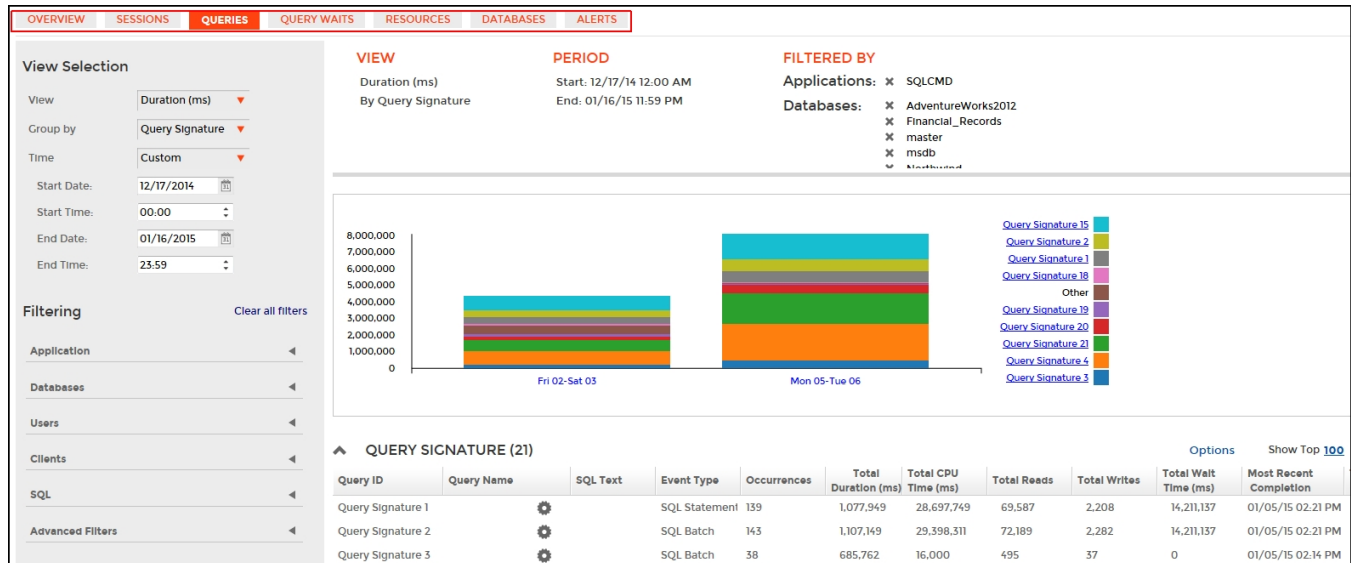 OVERVIEW SESSIONS QUERIES QUERY WAITS RESOURCES DATABASES ALERTS
View Selection
View Duration (ms)
Group by Query Signature
Time Custom
Start Date: 12/17/2014
Start Time: 00:00
End Date: 01/16/2015
End Time: 23:59
Filtering Clear all filters
Application
Databases
Users
Clients
SQL
Advanced Filters
VIEW
Duration (ms)
By Query Signature
PERIOD
Start: 12/17/14 12:00 AM
End: 01/16/15 11:59 PM
FILTERED BY
Applications: SQLCMD
Databases: AdventureWorks2012
Financial_Records
master
msdb
Northwind
8,000,000
7,000,000
6,000,000
5,000,000
4,000,000
3,000,000
2,000,000
1,000,000
0
Fri 02-Sat 03 Mon 05-Tue 06
Query Signature 15
Query Signature 2
Query Signature 1
Query Signature 18
Other
Query Signature 19
Query Signature 20
Query Signature 21
Query Signature 4
Query Signature 3
QUERY SIGNATURE (21) Options Show Top 100
Query ID Query Name SQL Text Event Type Occurrences Total Duration (ms) Total CPU Time (ms) Total Reads Total Writes Total Wait Time (ms) Most Recent Completion
Query Signature 1 SQL Statement 139 1,077,949 28,697,749 69,587 2,208 14,211,137 01/05/15 02:21 PM
Query Signature 2 SQL Batch 143 1,107,149 29,398,311 72,189 2,282 14,211,137 01/05/15 02:21 PM
Query Signature 3 SQL Batch 38 685,762 16,000 495 37 0 01/05/15 02:14 PM